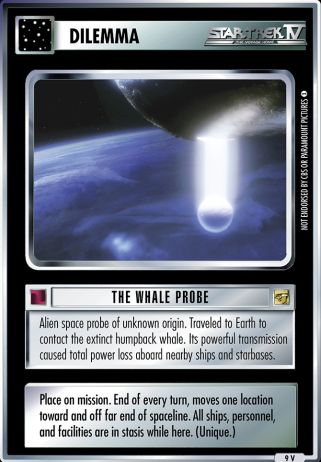 DILEMMA
STAR TREK IV
THE VOYAGE HOME
NOT ENDORSED BY CBS OR PARAMOUNT PICTURES
THE WHALE PROBE
Alien space probe of unknown origin. Traveled to Earth to
contact the extinct humpback whale. Its powerful transmission
caused total power loss aboard nearby ships and starbases.
Place on mission. End of every turn, moves one location
toward and off far end of spaceline. All ships, personnel,
and facilities are in stasis while here. (Unique.)
9 V